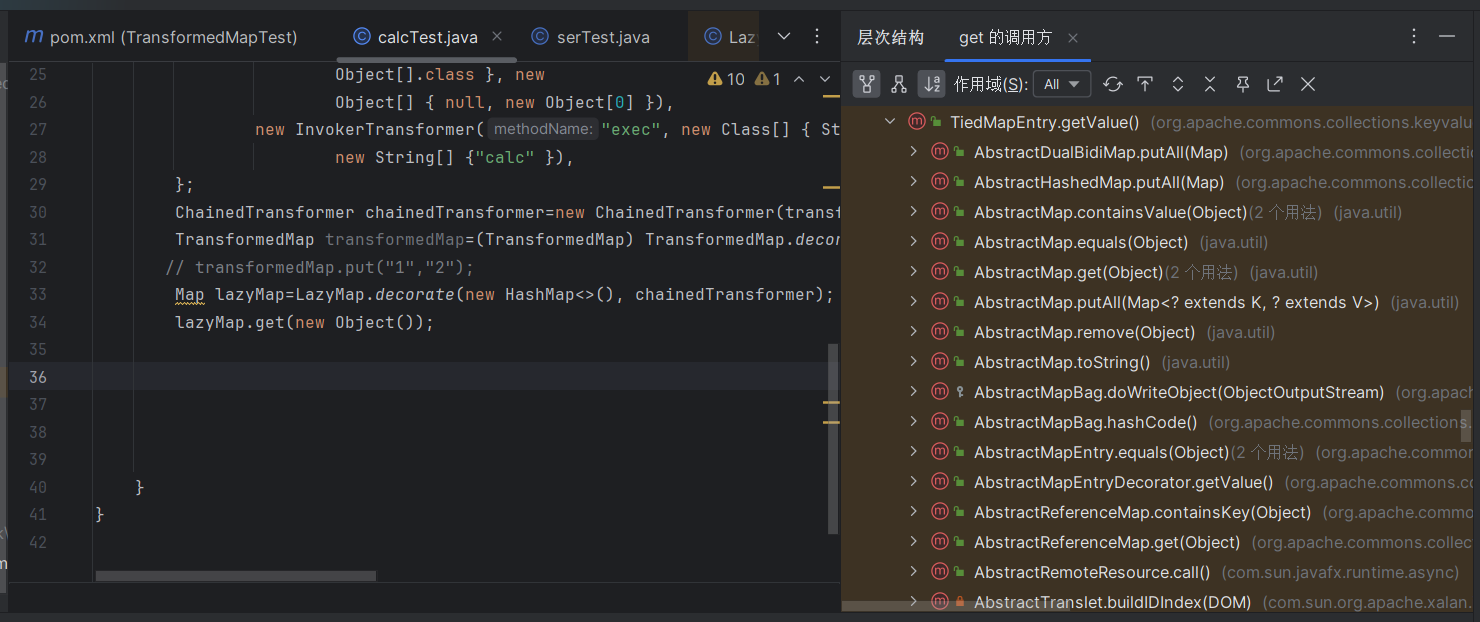 pom.xml (TransformedMapTest) calcTest.java serTest.java Laz
10 1
25 Object[].class }, new
26 Object[] { null, new Object[0] }),
27 new InvokerTransformer( methodName: "exec", new Class[] { St
28 new String[] {"calc" }),
29 };
30 ChainedTransformer chainedTransformer=new ChainedTransformer(transf
31 TransformedMap transformedMap=(TransformedMap) TransformedMap.decor
32 // transformedMap.put("1","2");
33 Map lazyMap=LazyMap.decorate(new HashMap<>(), chainedTransformer);
34 lazyMap.get(new Object());
35
36
37
38
39
40 }
41 }
42
层次结构 get 的调用方
作用域(S): All
TiedMapEntry.getValue() (org.apache.commons.collections.keyvalu
AbstractDualBidiMap.putAll(Map) (org.apache.commons.collecti
AbstractHashedMap.putAll(Map) (org.apache.commons.collectio
AbstractMap.containsValue(Object)(2 个用法) (java.util)
AbstractMap.equals(Object) (java.util)
AbstractMap.get(Object)(2 个用法) (java.util)
AbstractMap.putAll(Map<? extends K, ? extends V>) (java.util)
AbstractMap.remove(Object) (java.util)
AbstractMap.toString() (java.util)
AbstractMapBag.doWriteObject(ObjectOutputStream) (org.apach
AbstractMapBag.hashCode() (org.apache.commons.collections.
AbstractMapEntry.equals(Object)(2 个用法) (org.apache.common
AbstractMapEntryDecorator.getValue() (org.apache.commons.co
AbstractReferenceMap.containsKey(Object) (org.apache.commo
AbstractReferenceMap.get(Object) (org.apache.commons.collec
AbstractRemoteResource.call() (com.sun.javafx.runtime.async)
AbstractTranslet.buildIDIndex(DOM) (com.sun.org.apache.xalan.